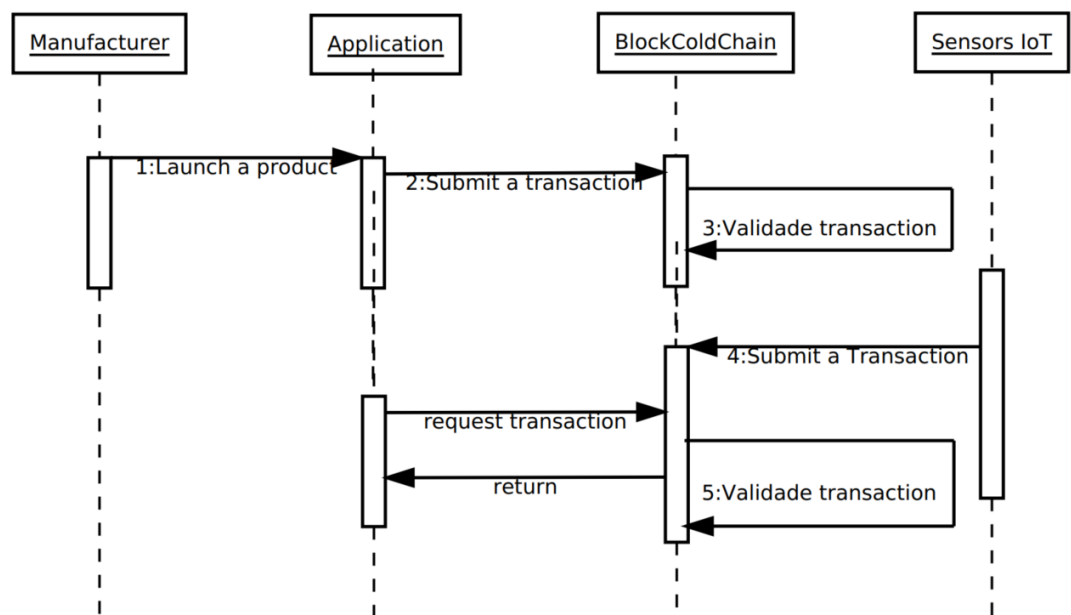 Manufacturer
Application
BlockColdChain
Sensors IoT
1:Launch a product
2:Submit a transaction
3:Validade transaction
4:Submit a Transaction
request transaction
return
5:Validade transaction